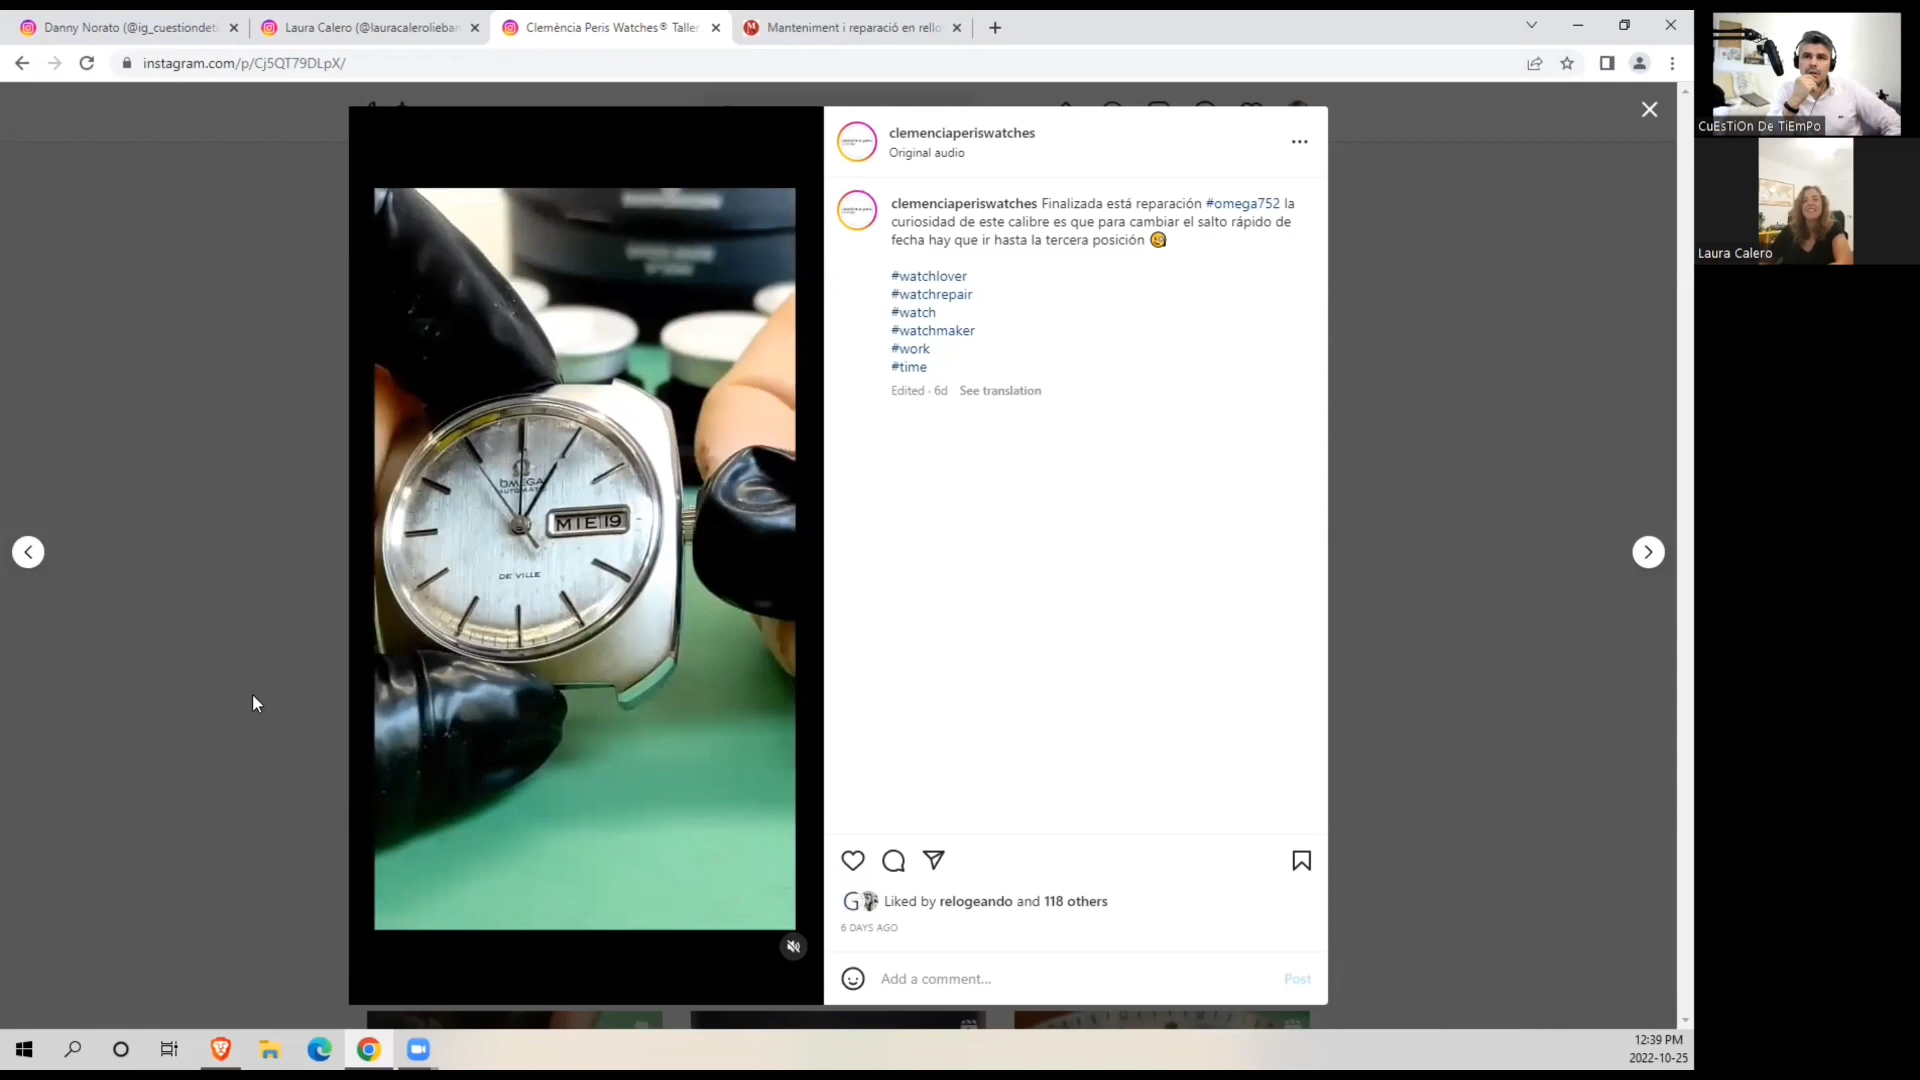 Danny Norato (@ig_cuestiondeti
Laura Calero (@lauracalerolieban
Clemència Peris Watches® Taller
Manteniment i reparació en rello
instagram.com/p/Cj5QT79DLpX/
CuEsTiOn De TiEmPo
Laura Calero
clemenciaperiswatches
Original audio
clemenciaperiswatches Finalizada está reparación #omega752 la
curiosidad de este calibre es que para cambiar el salto rápido de
fecha hay que ir hasta la tercera posición
#watchlover
#watchrepair
#watch
#watchmaker
#work
#time
Edited · 6d See translation
OMEGA
AUTOMATIC
MIE 19
DE VILLE
Liked by relogeando and 118 others
6 DAYS AGO
Add a comment...
Post
12:39 PM
2022-10-25